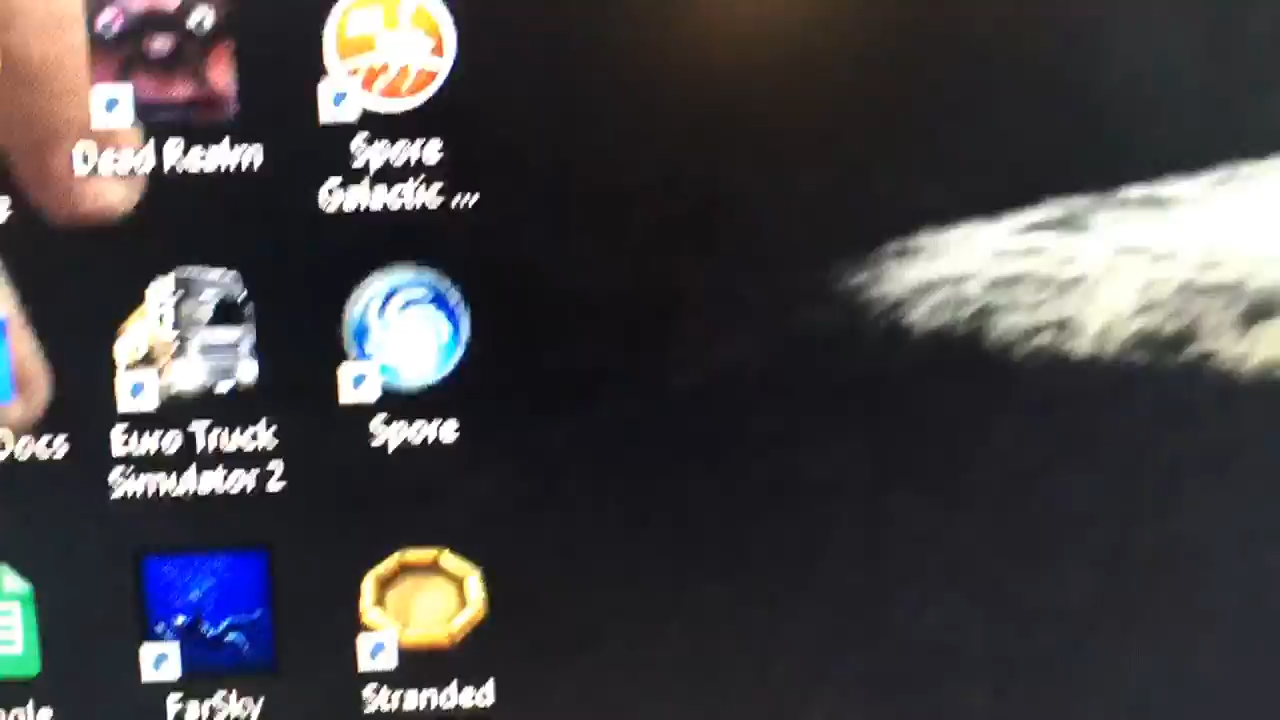 Dead Realm
Spore
Galactic ...
Docs
Euro Truck
Simulator 2
Spore
FarSky
Stranded